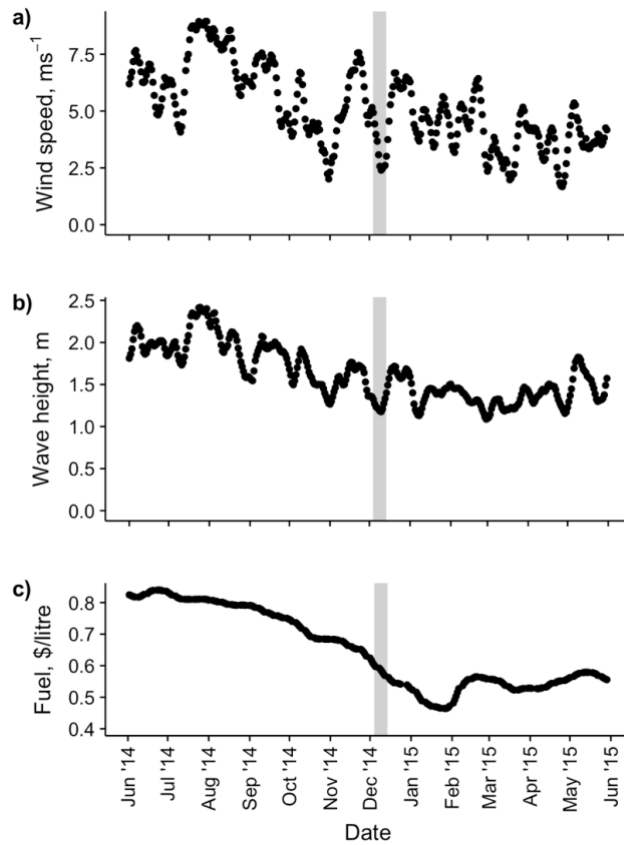 a)
Wind speed, ms⁻¹
7.5
5.0
2.5
0.0
b)
Wave height, m
2.5
2.0
1.5
1.0
0.5
0.0
c)
Fuel, $/litre
0.8
0.7
0.6
0.5
0.4
Jun '14
Jul '14
Aug '14
Sep '14
Oct '14
Nov '14
Dec '14
Jan '15
Feb '15
Mar '15
Apr '15
May '15
Jun '15
Date